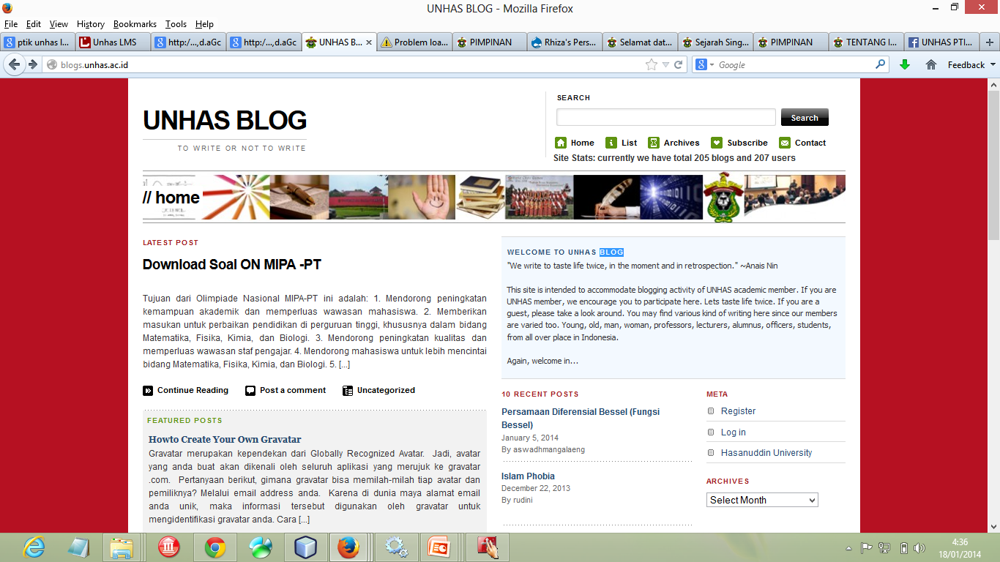 UNHAS BLOG - Mozilla Firefox
File Edit View History Bookmarks Tools Help
ptik unhas l...
Unhas LMS
http:/...,d.aGc
http:/...,d.aGc
UNHAS B...
Problem loa...
PIMPINAN
Rhiza's Pers...
Selamat dat...
Sejarah Sing...
PIMPINAN
TENTANG I...
UNHAS PTI...
blogs.unhas.ac.id
Google
Feedback
UNHAS BLOG
TO WRITE OR NOT TO WRITE
SEARCH
Search
Home List Archives Subscribe Contact
Site Stats: currently we have total 205 blogs and 207 users
// home
LATEST POST
Download Soal ON MIPA -PT
Tujuan dari Olimpiade Nasional MIPA-PT ini adalah: 1. Mendorong peningkatan
kemampuan akademik dan memperluas wawasan mahasiswa. 2. Memberikan
masukan untuk perbaikan pendidikan di perguruan tinggi, khususnya dalam bidang
Matematika, Fisika, Kimia, dan Biologi. 3. Mendorong peningkatan kualitas dan
memperluas wawasan staf pengajar. 4. Mendorong mahasiswa untuk lebih mencintai
bidang Matematika, Fisika, Kimia, dan Biologi. 5. [...]
Continue Reading Post a comment Uncategorized
FEATURED POSTS
Howto Create Your Own Gravatar
Gravatar merupakan kependekan dari Globally Recognized Avatar. Jadi, avatar
yang anda buat akan dikenali oleh seluruh aplikasi yang merujuk ke gravatar
.com. Pertanyaan berikut, gimana gravatar bisa memilah-milah tiap avatar dan
pemiliknya? Melalui email address anda. Karena di dunia maya alamat email
anda unik, maka informasi tersebut digunakan oleh gravatar untuk
mengidentifikasi gravatar anda. Cara [...]
WELCOME TO UNHAS BLOG
"We write to taste life twice, in the moment and in retrospection." ~Anais Nin
This site is intended to accommodate blogging activity of UNHAS academic member. If you are
UNHAS member, we encourage you to participate here. Lets taste life twice. If you are a
guest, please take a look around. You may find various kind of writing here since our members
are varied too. Young, old, man, woman, professors, lecturers, alumnus, officers, students,
from all over place in Indonesia.
Again, welcome in...
10 RECENT POSTS
Persamaan Diferensial Bessel (Fungsi
Bessel)
January 5, 2014
By aswadhmangalaeng
Islam Phobia
December 22, 2013
By rudini
META
Register
Log in
Hasanuddin University
ARCHIVES
Select Month
4:36
18/01/2014